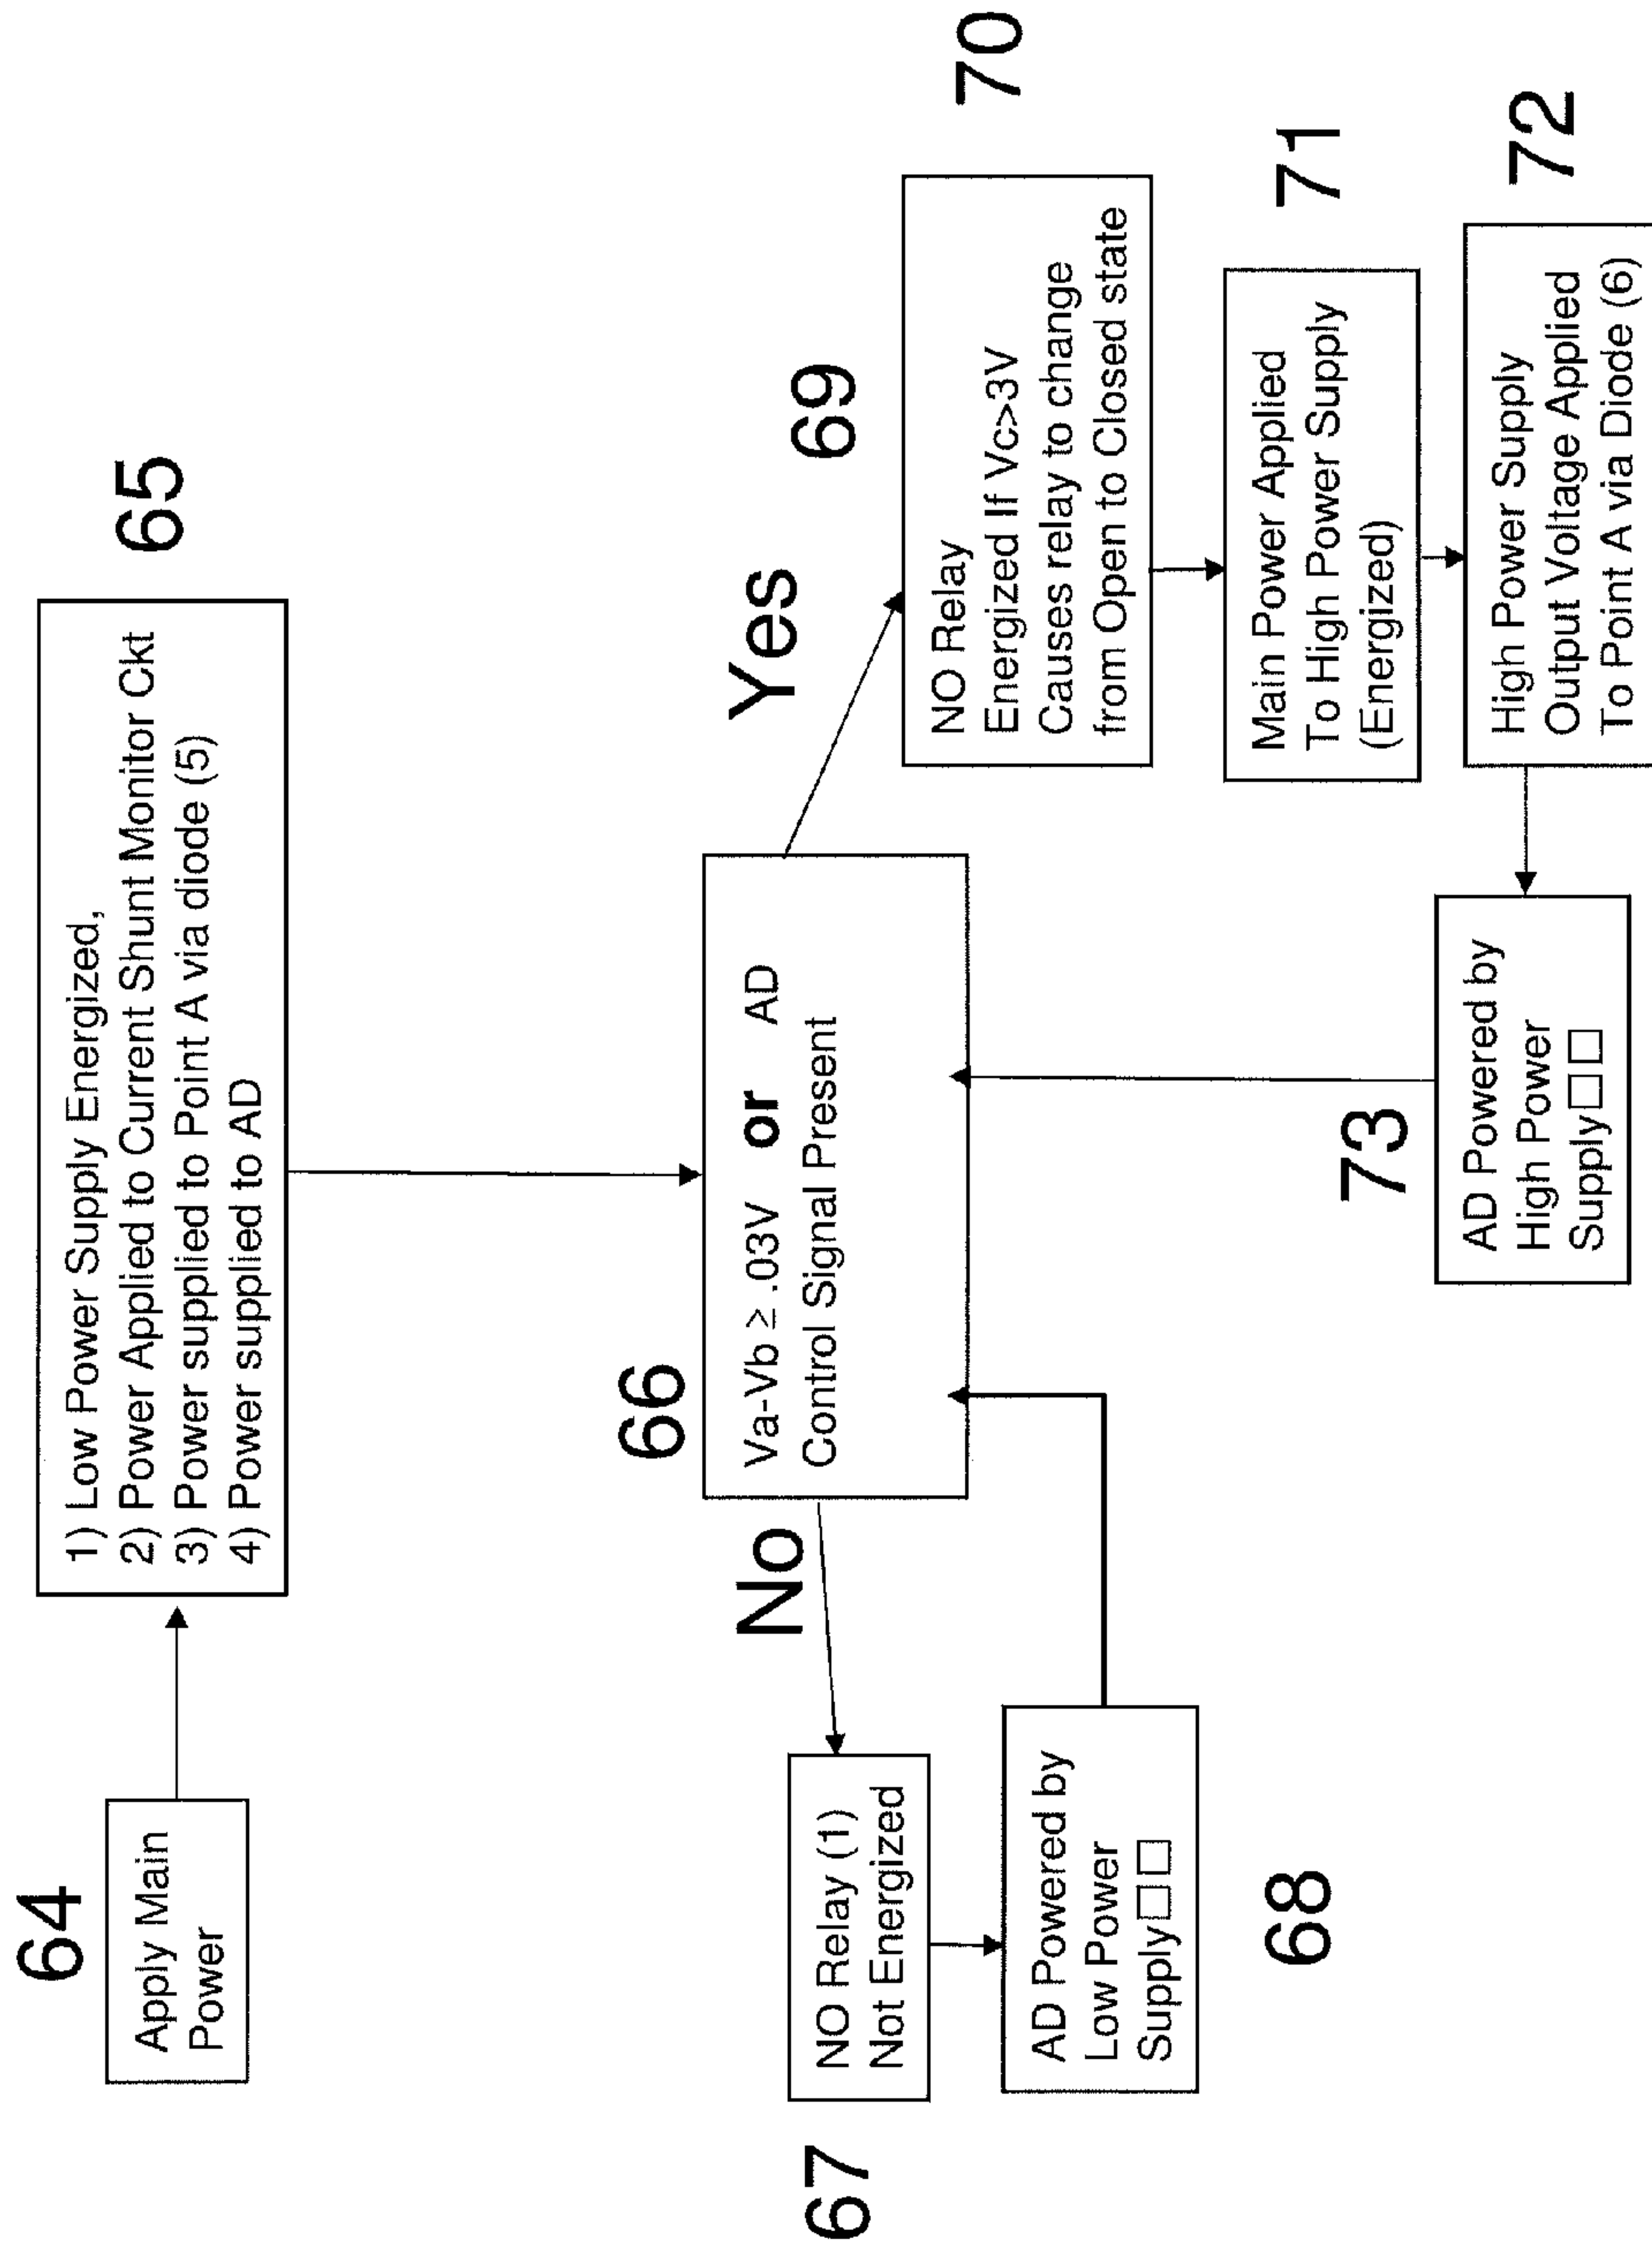 64
Apply Main
Power
65
1) Low Power Supply Energized,
2) Power Applied to Current Shunt Monitor Ckt
3) Power supplied to Point A via diode (5)
4) Power supplied to AD
66
Va-Vb ≥ .03V or AD
Control Signal Present
No
Yes
67
NO Relay (1)
Not Energized
AD Powered by
Low Power
Supply□□
68
69
70
NO Relay
Energized If Vc>3V
Causes relay to change
from Open to Closed state
71
Main Power Applied
To High Power Supply
(Energized)
72
High Power Supply
Output Voltage Applied
To Point A via Diode (6)
73
AD Powered by
High Power
Supply□□